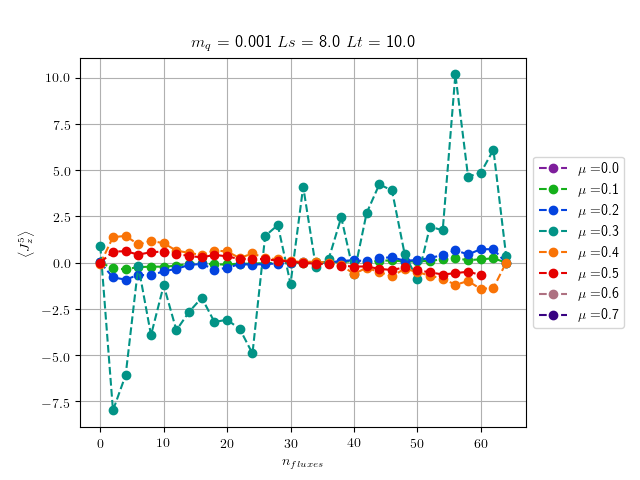 m_q = 0.001 Ls = 8.0 Lt = 10.0
10.0
7.5
5.0
2.5
0.0
−2.5
−5.0
−7.5
⟨J_z^5⟩
0
10
20
30
40
50
60
n_fluxes
μ =0.0
μ =0.1
μ =0.2
μ =0.3
μ =0.4
μ =0.5
μ =0.6
μ =0.7